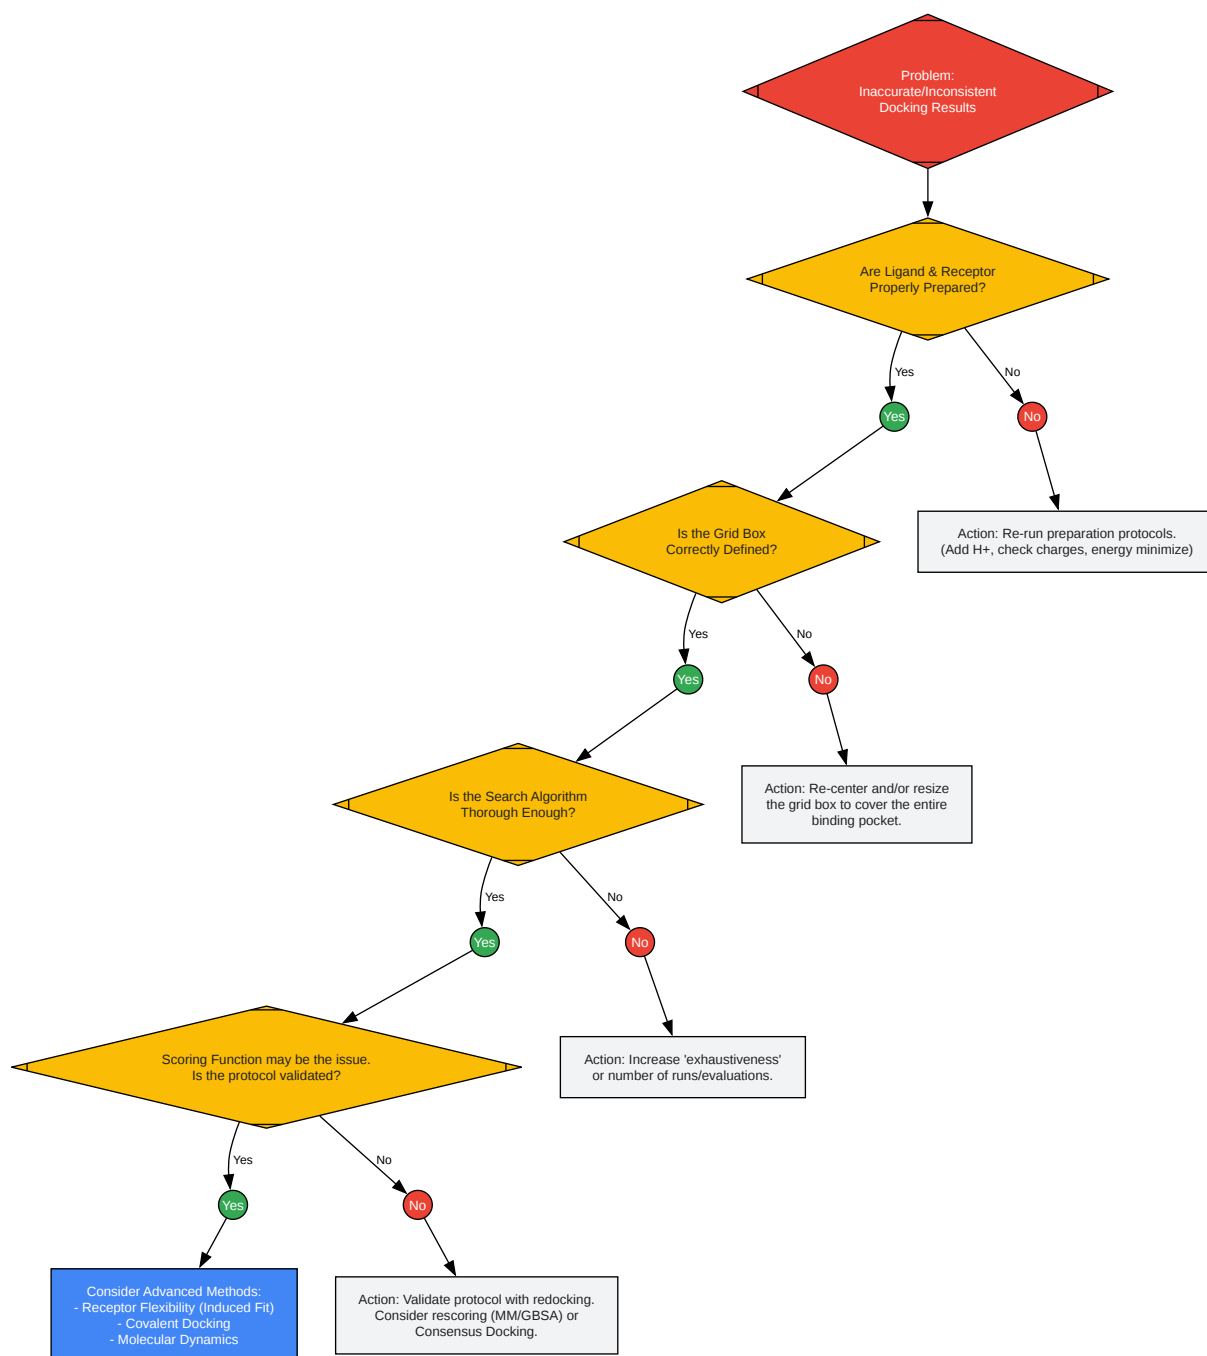 Problem:
Inaccurate/Inconsistent
Docking Results
Are Ligand & Receptor
Properly Prepared?
Yes
No
Yes
No
Is the Grid Box
Correctly Defined?
Action: Re-run preparation protocols.
(Add H+, check charges, energy minimize)
Yes
No
Yes
No
Is the Search Algorithm
Thorough Enough?
Action: Re-center and/or resize
the grid box to cover the entire
binding pocket.
Yes
No
Yes
No
Scoring Function may be the issue.
Is the protocol validated?
Action: Increase 'exhaustiveness'
or number of runs/evaluations.
Yes
No
Yes
No
Consider Advanced Methods:
- Receptor Flexibility (Induced Fit)
- Covalent Docking
- Molecular Dynamics
Action: Validate protocol with redocking.
Consider rescoring (MM/GBSA) or
Consensus Docking.